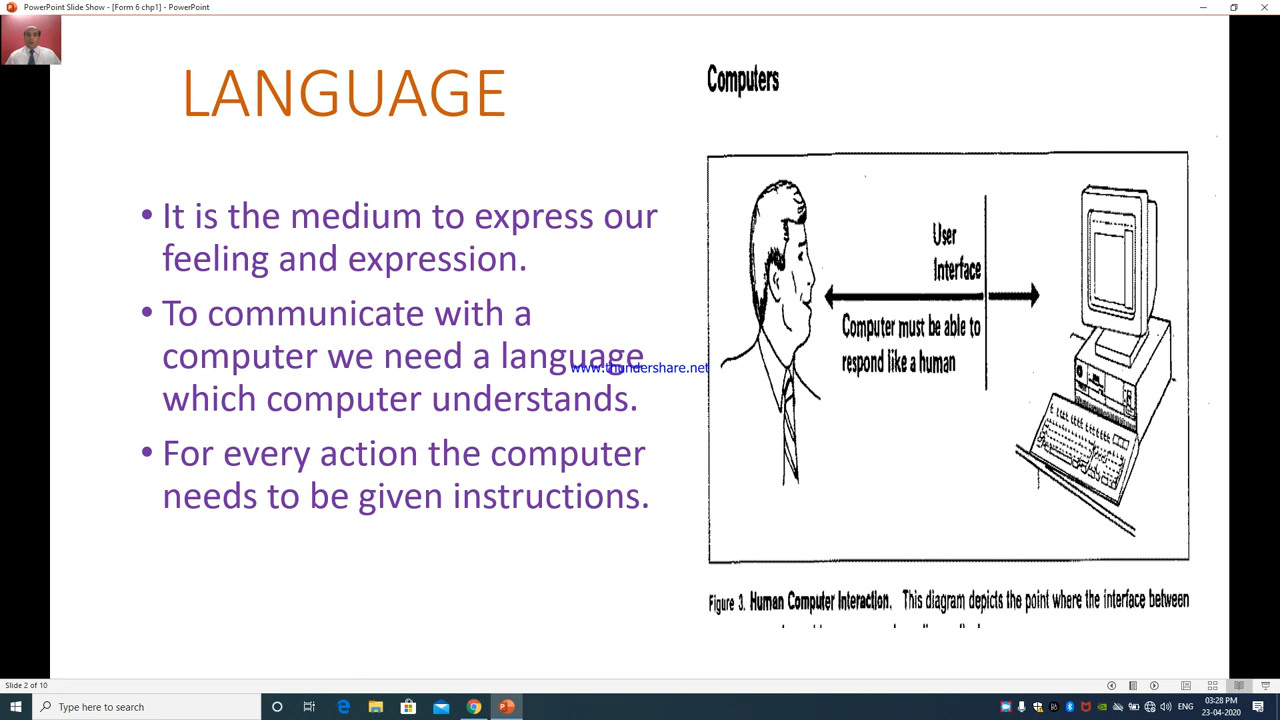 PowerPoint Slide Show - [Form 6 chp1] - PowerPoint
LANGUAGE
• It is the medium to express our
feeling and expression.
• To communicate with a
computer we need a language
which computer understands.
• For every action the computer
needs to be given instructions.
www.thundershare.net
Computers
User
Interface
Computer must be able to
respond like a human
Figure 3. Human Computer Interaction. This diagram depicts the point where the interface between
Slide 2 of 10
Type here to search
ENG
03:28 PM
23-04-2020